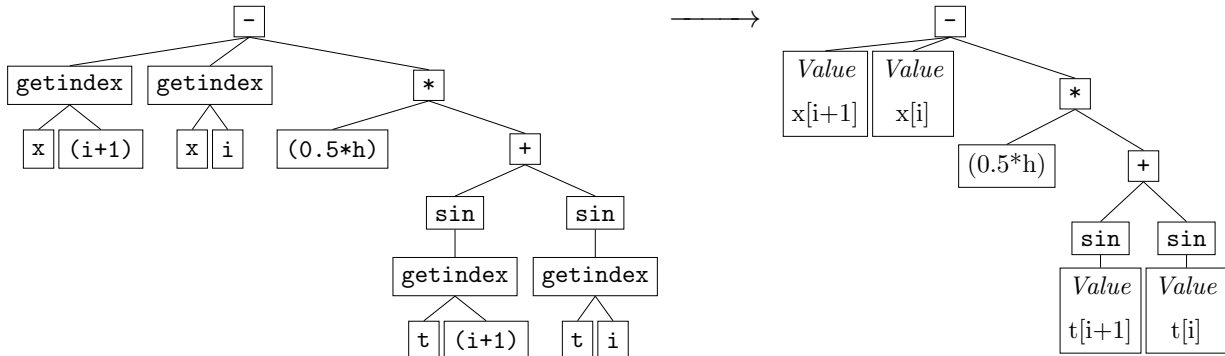 - -
getindex getindex * Value Value
x[i+1] x[i] *
x (i+1) x i (0.5*h) + (0.5*h) +
sin sin sin sin
getindex getindex Value Value
t[i+1] t[i]
t (i+1) t i